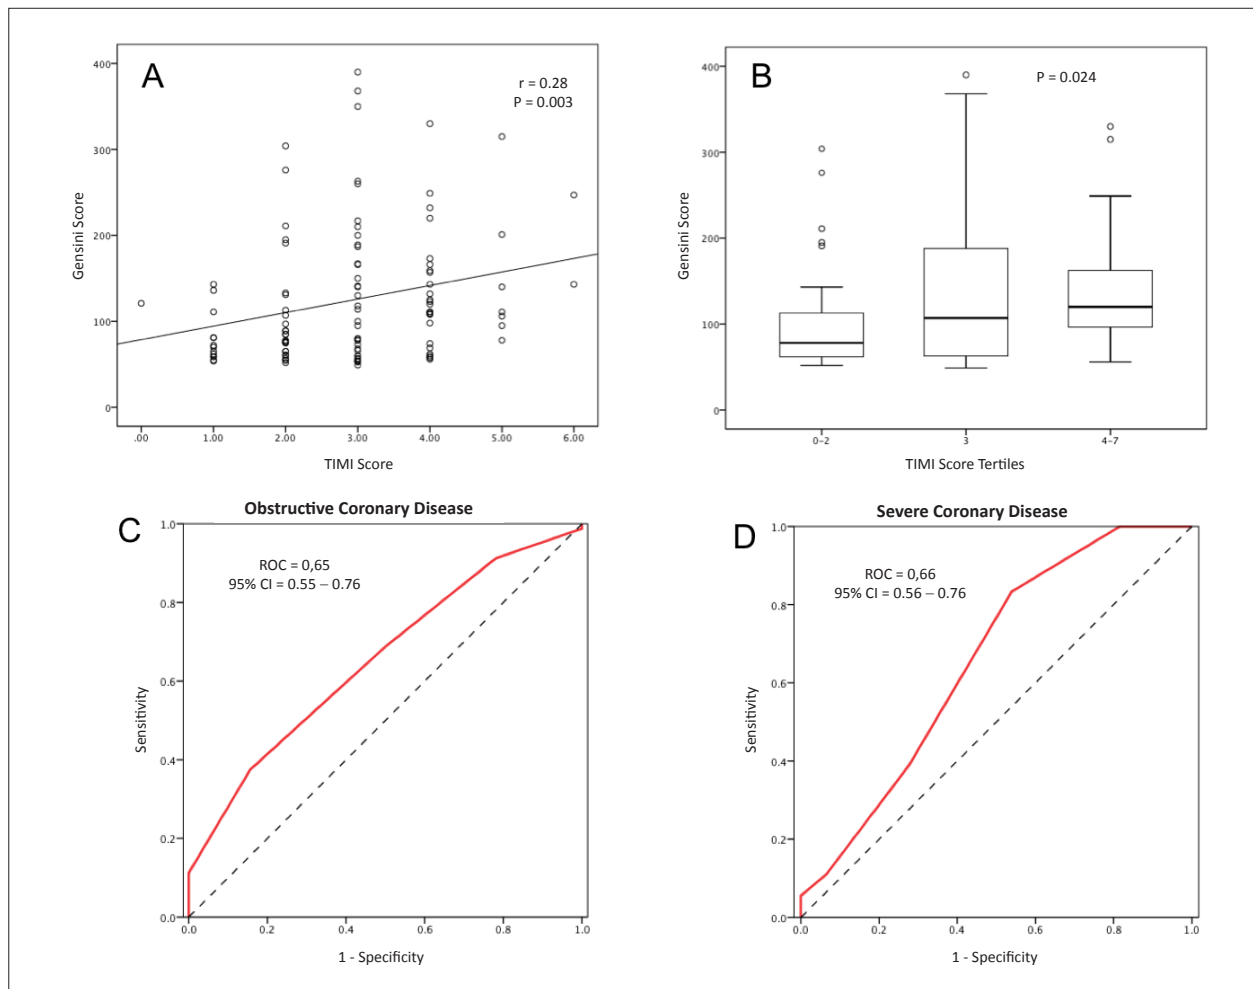 A
r = 0.28
P = 0.003
400
300
200
100
0
Gensini Score
.00 1.00 2.00 3.00 4.00 5.00 6.00
TIMI Score
B
P = 0.024
400
300
200
100
0
Gensini Score
0–2 3 4–7
TIMI Score Tertiles
C
Obstructive Coronary Disease
ROC = 0,65
95% CI = 0.55 – 0.76
1.0
0.8
0.6
0.4
0.2
0.0
Sensitivity
0.0 0.2 0.4 0.6 0.8 1.0
1 - Specificity
D
Severe Coronary Disease
ROC = 0,66
95% CI = 0.56 – 0.76
1.0
0.8
0.6
0.4
0.2
0.0
Sensitivity
0.0 0.2 0.4 0.6 0.8 1.0
1 - Specificity